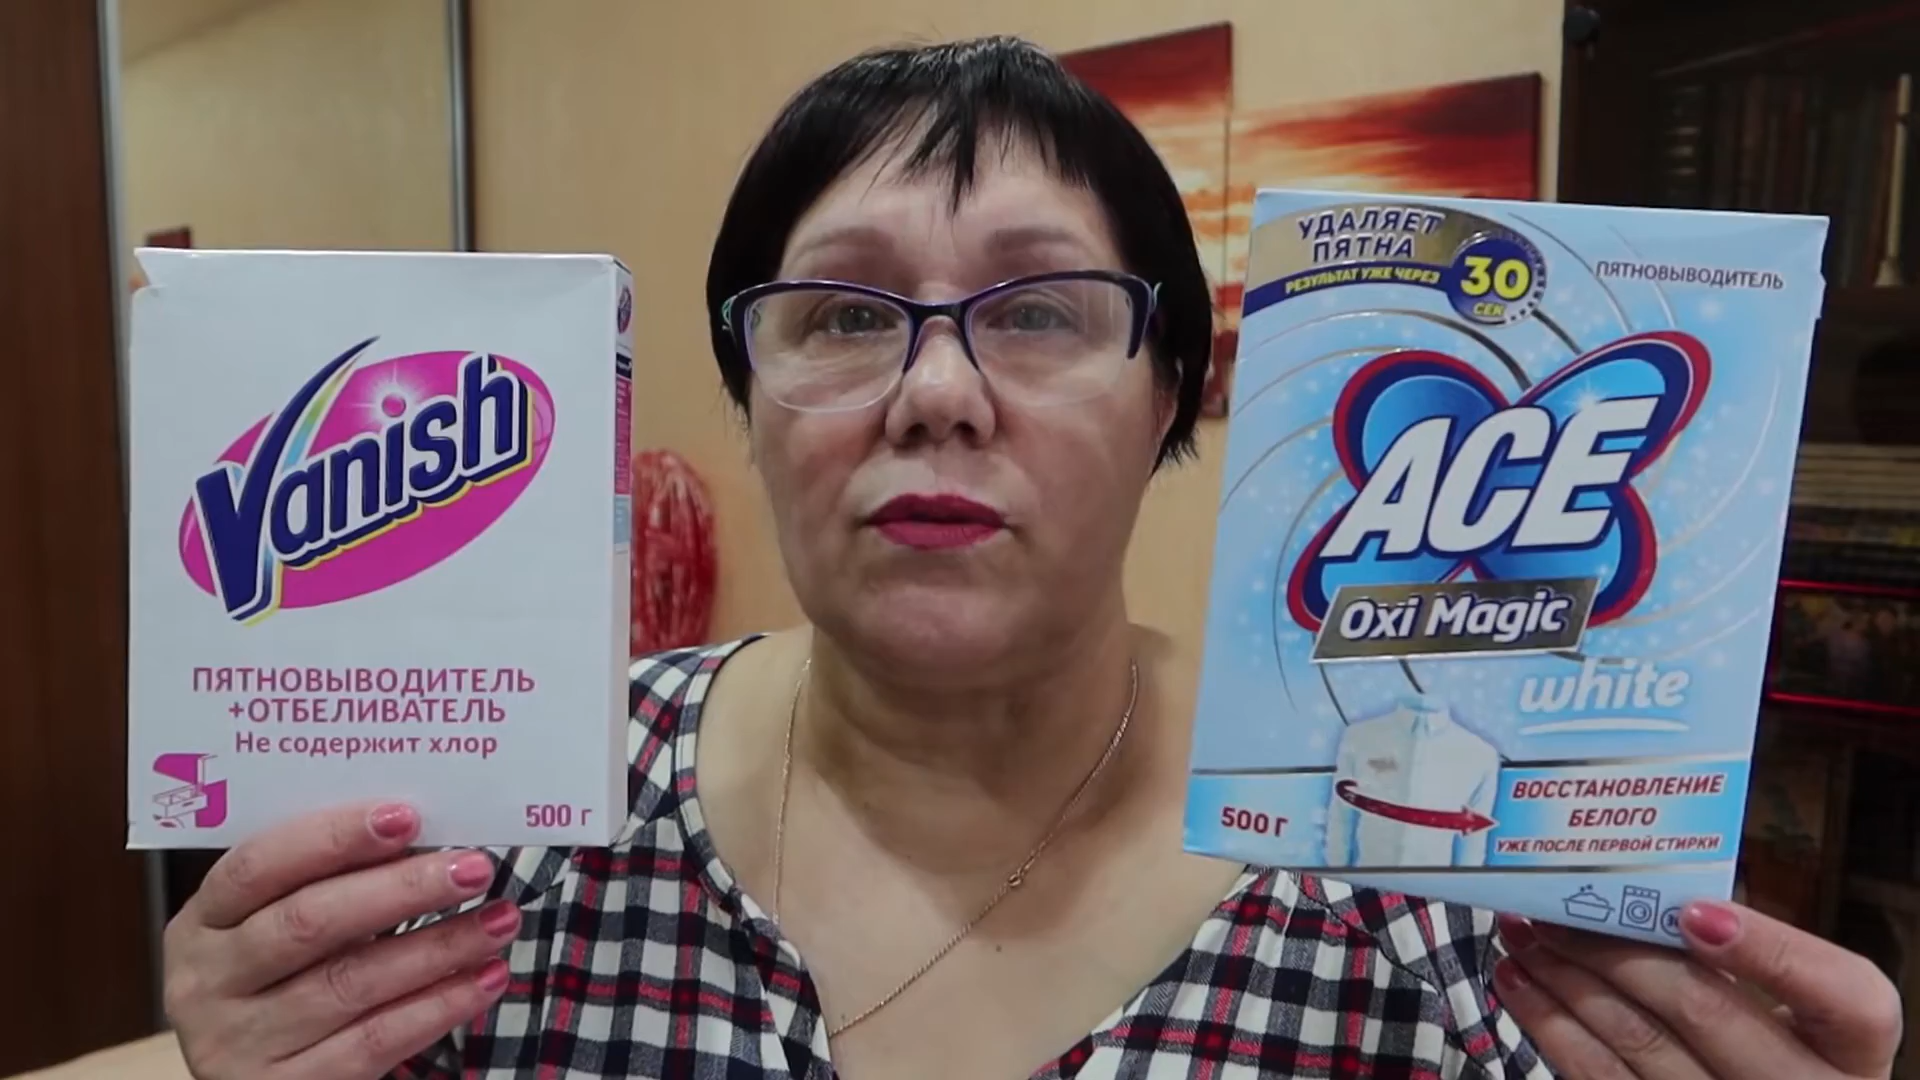 Vanish
ПЯТНОВЫВОДИТЕЛЬ
+ОТБЕЛИВАТЕЛЬ
Не содержит хлор
500 г
УДАЛЯЕТ
ПЯТНА
РЕЗУЛЬТАТ УЖЕ ЧЕРЕЗ
30
СЕК
ПЯТНОВЫВОДИТЕЛЬ
ACE
Oxi Magic
white
500 г
ВОССТАНОВЛЕНИЕ
БЕЛОГО
УЖЕ ПОСЛЕ ПЕРВОЙ СТИРКИ